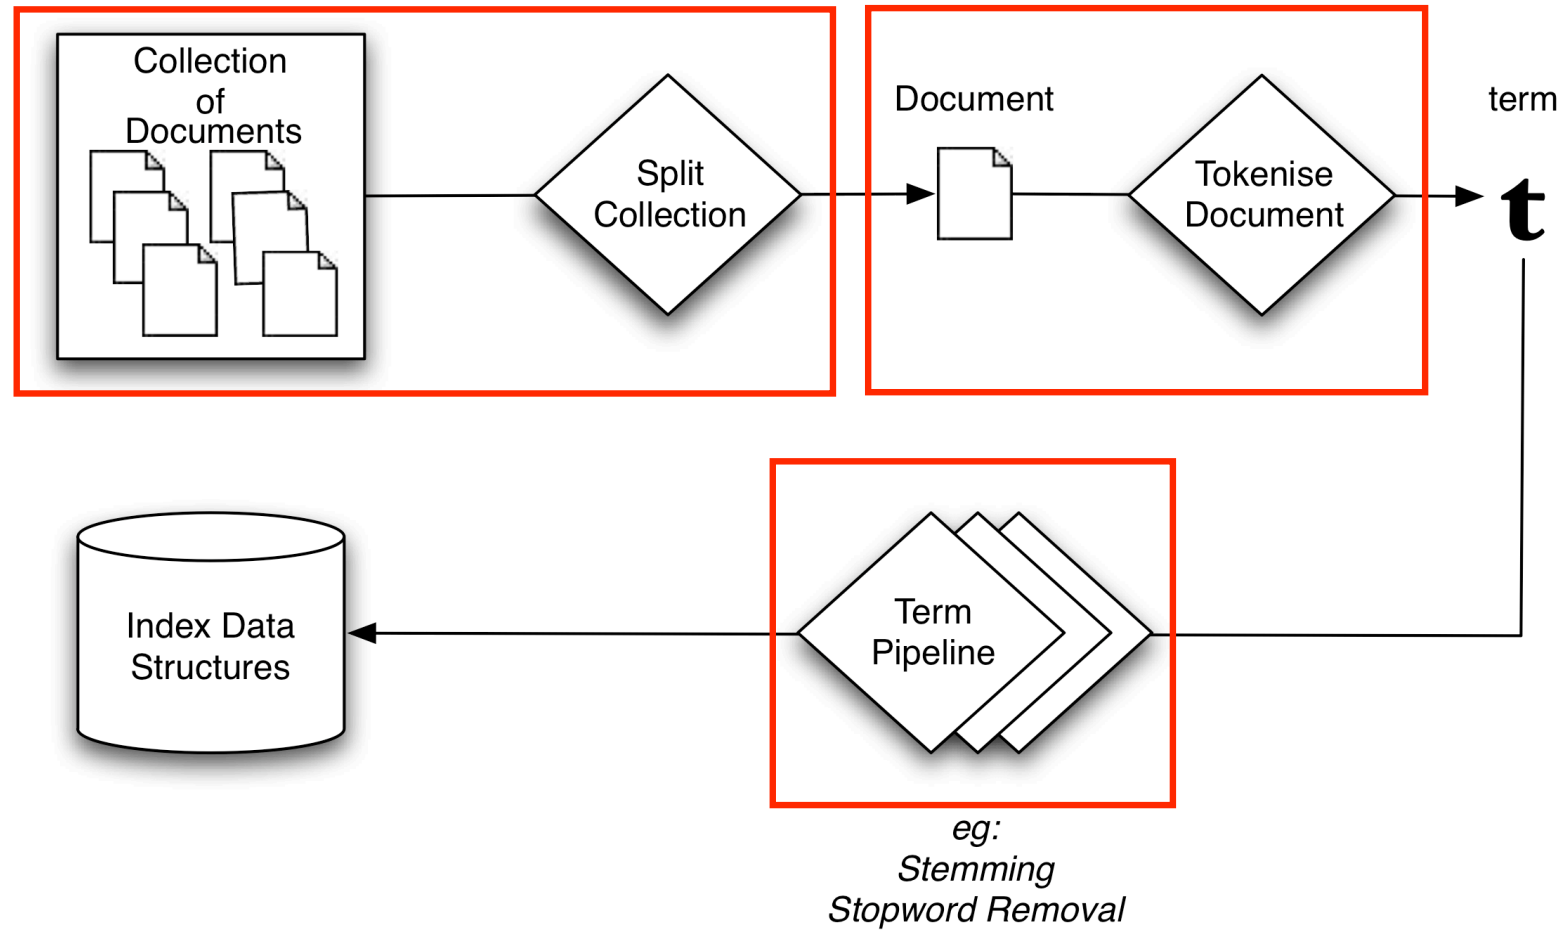 Collection
of
Documents
Split
Collection
Document
Tokenise
Document
term
t
Index Data
Structures
Term
Pipeline
eg:
Stemming
Stopword Removal